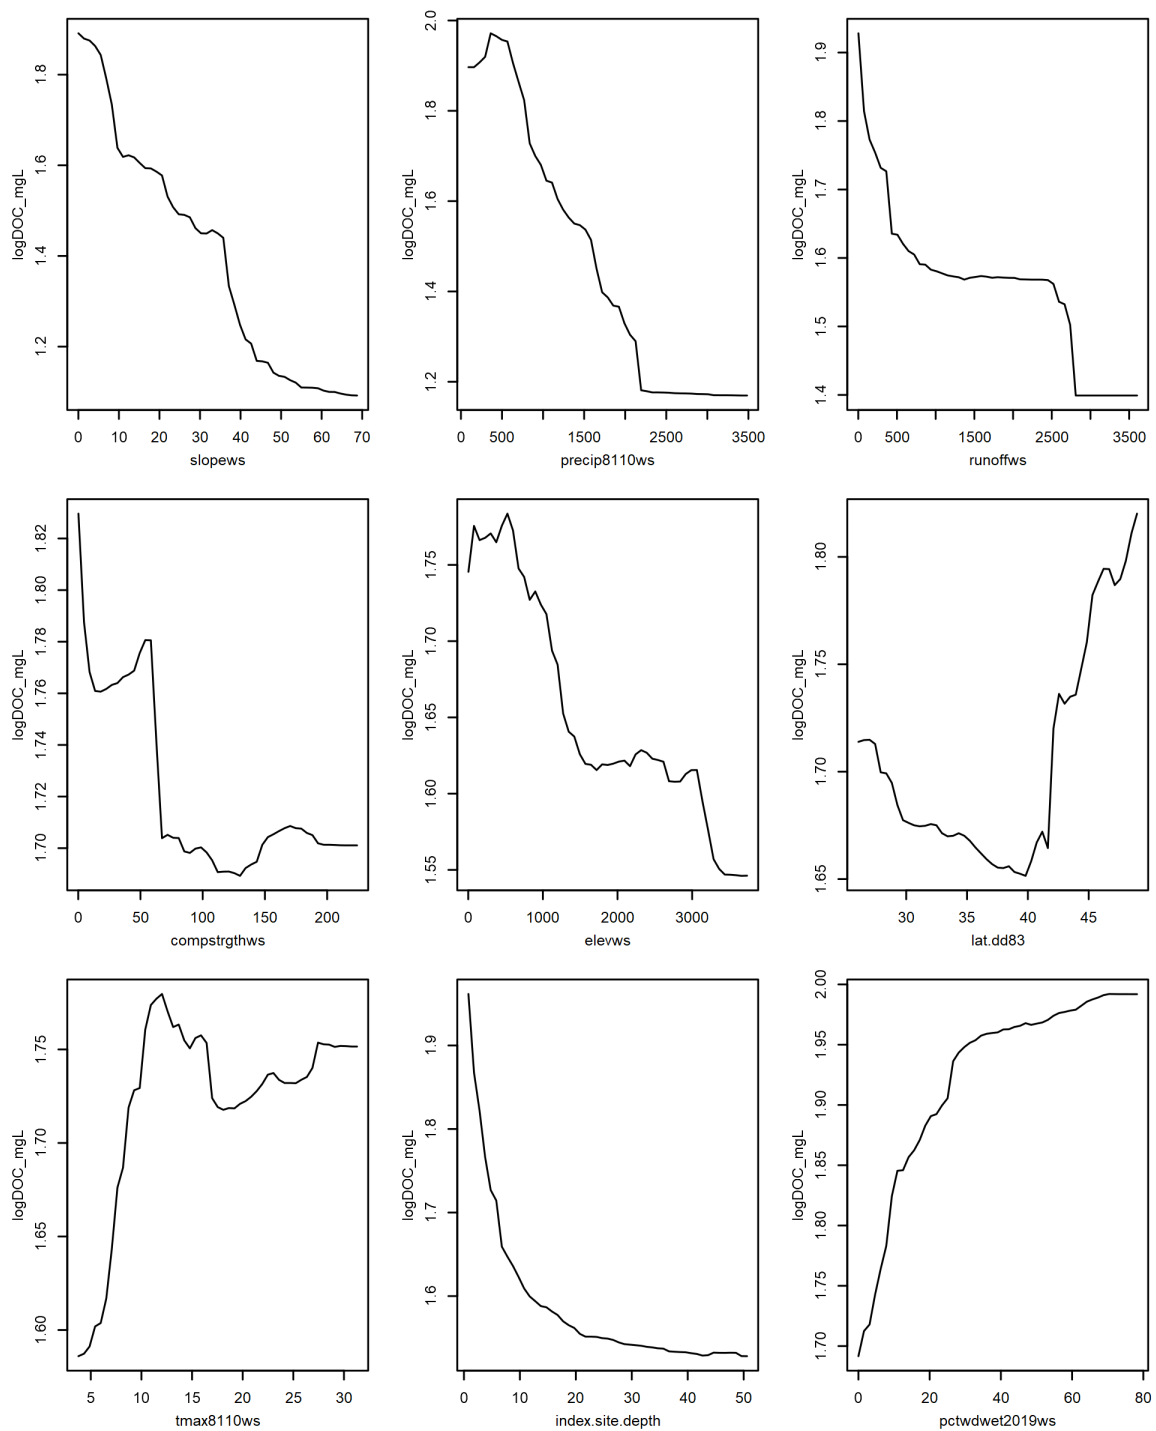 logDOC_mgL
1.2 1.4 1.6 1.8
0 10 20 30 40 50 60 70
slopews
logDOC_mgL
1.2 1.4 1.6 1.8 2.0
0 500 1500 2500 3500
precip8110ws
logDOC_mgL
1.4 1.5 1.6 1.7 1.8 1.9
0 500 1500 2500 3500
runoffws
logDOC_mgL
1.70 1.72 1.74 1.76 1.78 1.80 1.82
0 50 100 150 200
compstrgthws
logDOC_mgL
1.55 1.60 1.65 1.70 1.75
0 1000 2000 3000
elevws
logDOC_mgL
1.65 1.70 1.75 1.80
30 35 40 45
lat.dd83
logDOC_mgL
1.60 1.65 1.70 1.75
5 10 15 20 25 30
tmax8110ws
logDOC_mgL
1.6 1.7 1.8 1.9
0 10 20 30 40 50
index.site.depth
logDOC_mgL
1.70 1.75 1.80 1.85 1.90 1.95 2.00
0 20 40 60 80
pctwdwet2019ws